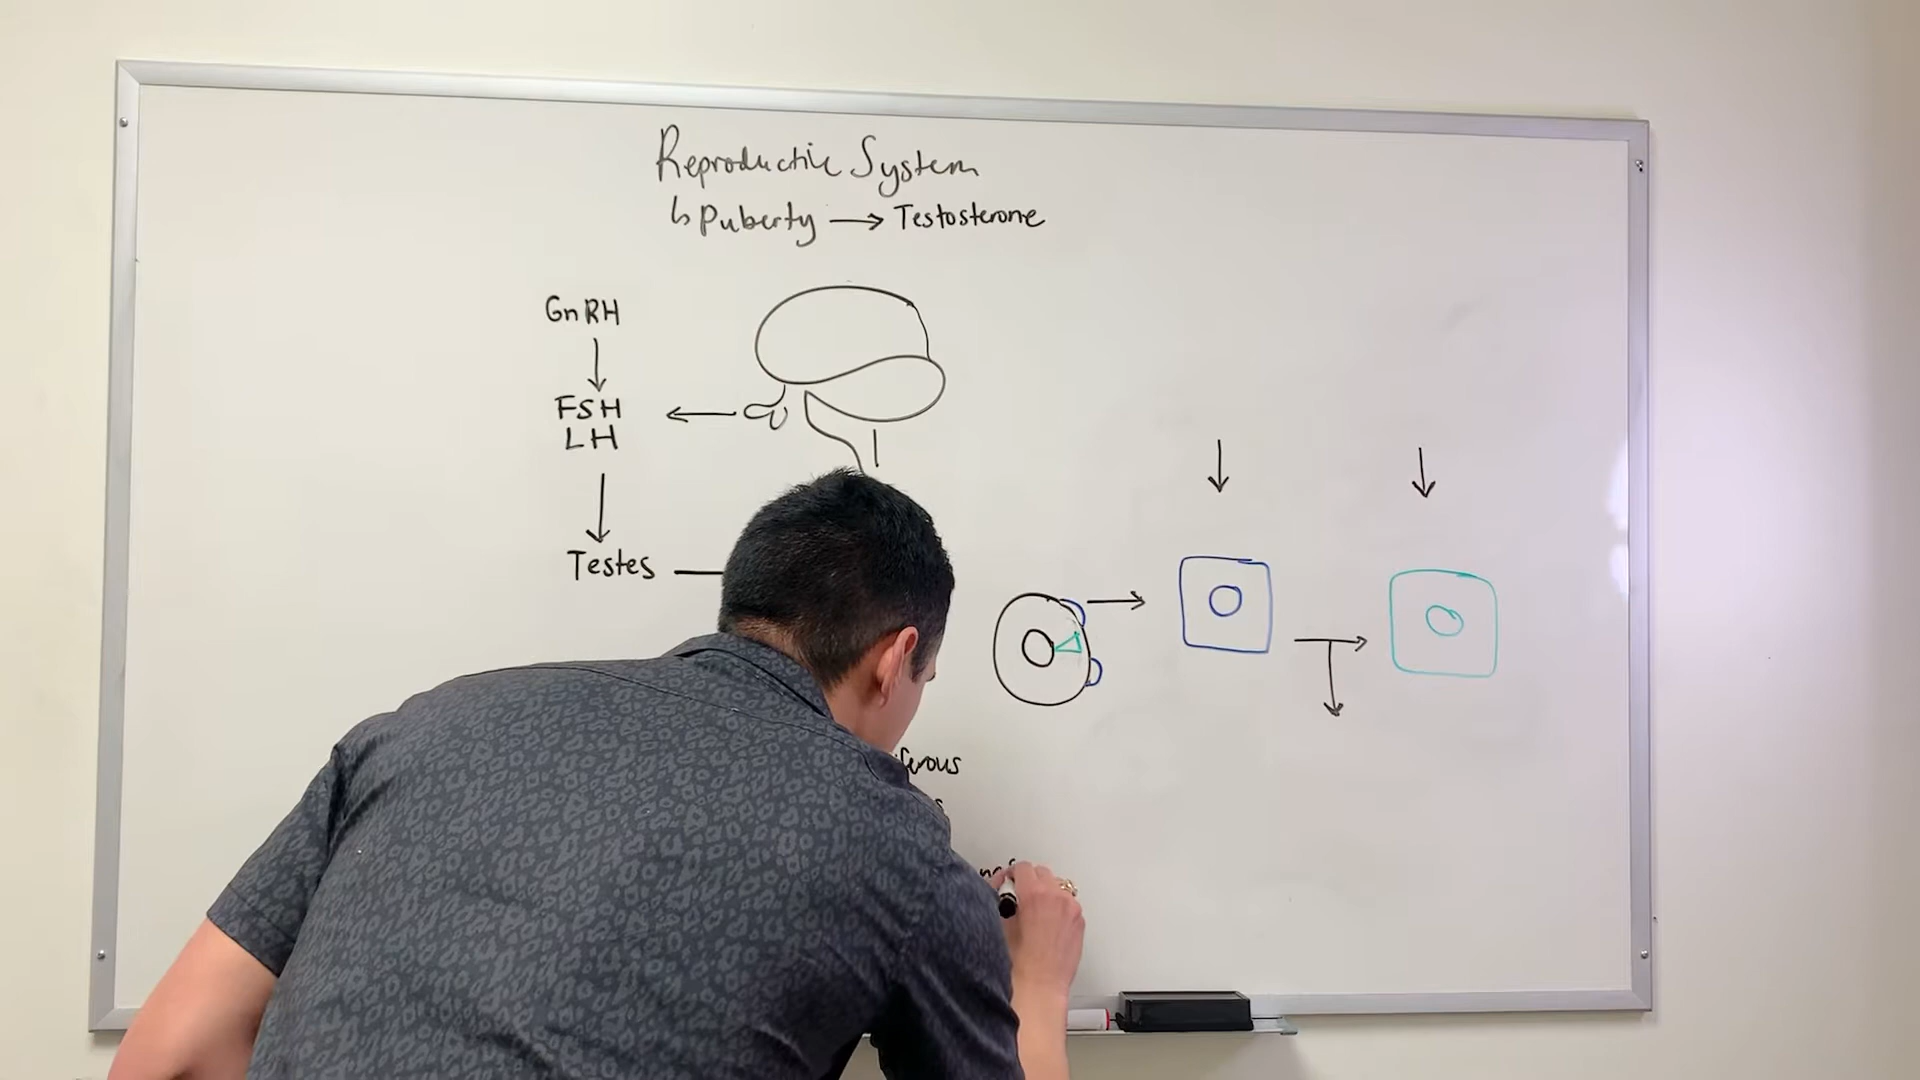 Reproductive System
↳ Puberty → Testosterone
GnRH
FSH
LH
Testes